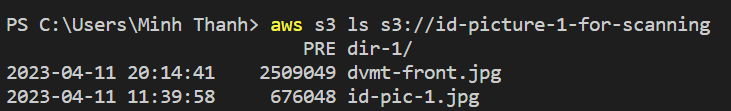 PS C:\Users\Minh Thanh> aws s3 ls s3://id-picture-1-for-scanning
PRE dir-1/
2023-04-11 20:14:41    2509049 dvmt-front.jpg
2023-04-11 11:39:58     676048 id-pic-1.jpg